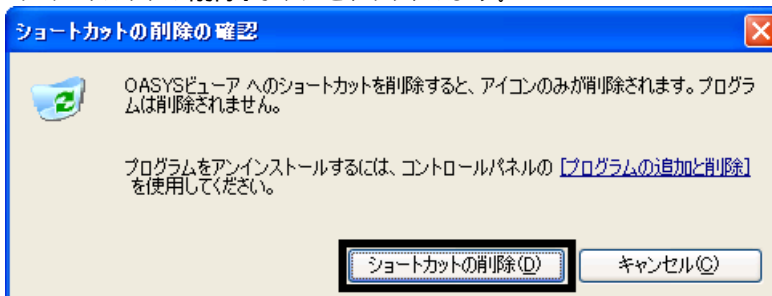 ショートカットの削除の確認
OASYSビューア へのショートカットを削除すると、アイコンのみが削除されます。プログラ
ムは削除されません。
プログラムをアンインストールするには、コントロールパネルの [プログラムの追加と削除]
を使用してください。
ショートカットの削除(D) キャンセル(C)